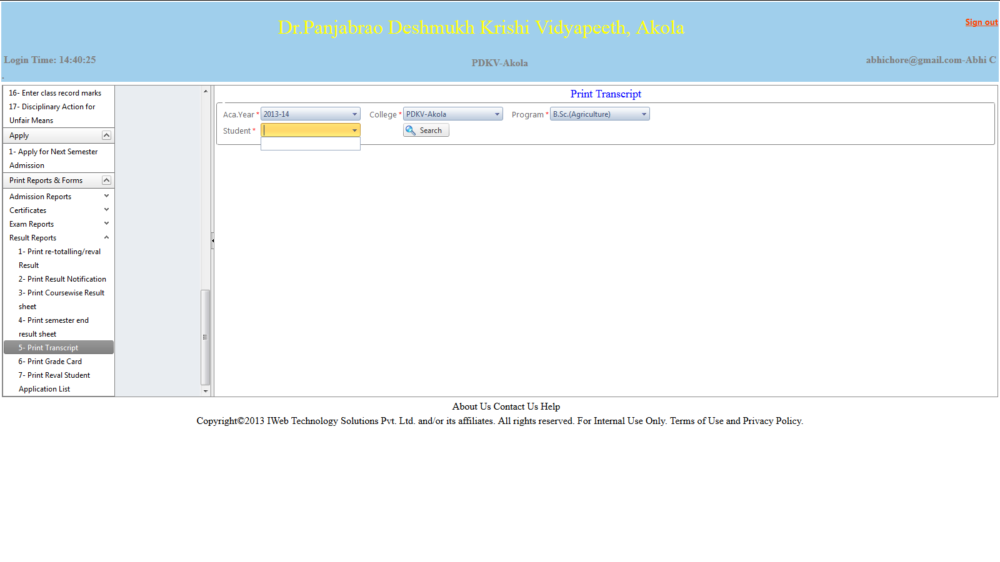 Dr.Panjabrao Deshmukh Krishi Vidyapeeth, Akola
Sign out
Login Time: 14:40:25
PDKV-Akola
abhichore@gmail.com-Abhi C
.
16- Enter class record marks
17- Disciplinary Action for
Unfair Means
Apply
1- Apply for Next Semester
Admission
Print Reports & Forms
Admission Reports
Certificates
Exam Reports
Result Reports
1- Print re-totalling/reval
Result
2- Print Result Notification
3- Print Coursewise Result
sheet
4- Print semester end
result sheet
5- Print Transcript
6- Print Grade Card
7- Print Reval Student
Application List
Print Transcript
Aca.Year * 2013-14 College * PDKV-Akola Program * B.Sc.(Agriculture)
Student * Search
About Us Contact Us Help
Copyright©2013 IWeb Technology Solutions Pvt. Ltd. and/or its affiliates. All rights reserved. For Internal Use Only. Terms of Use and Privacy Policy.